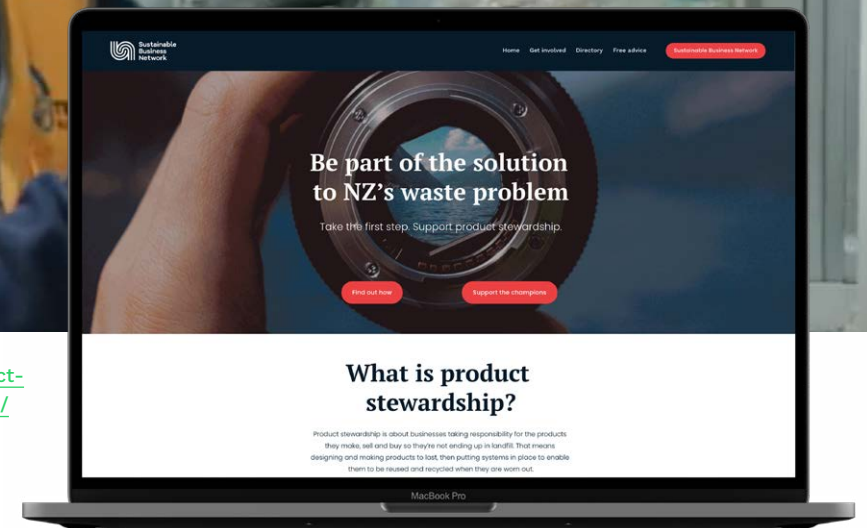 Sustainable
Business
Network
Home Get involved Directory Free advice Sustainable Business Network
Be part of the solution
to NZ's waste problem
Take the first step. Support product stewardship.
Find out how Support the champions
ct-
/
What is product
stewardship?
Product stewardship is about businesses taking responsibility for the products
they make, sell and buy so they're not ending up in landfill. That means
designing and making products to last, then putting systems in place to enable
them to be reused and recycled when they are worn out.
MacBook Pro